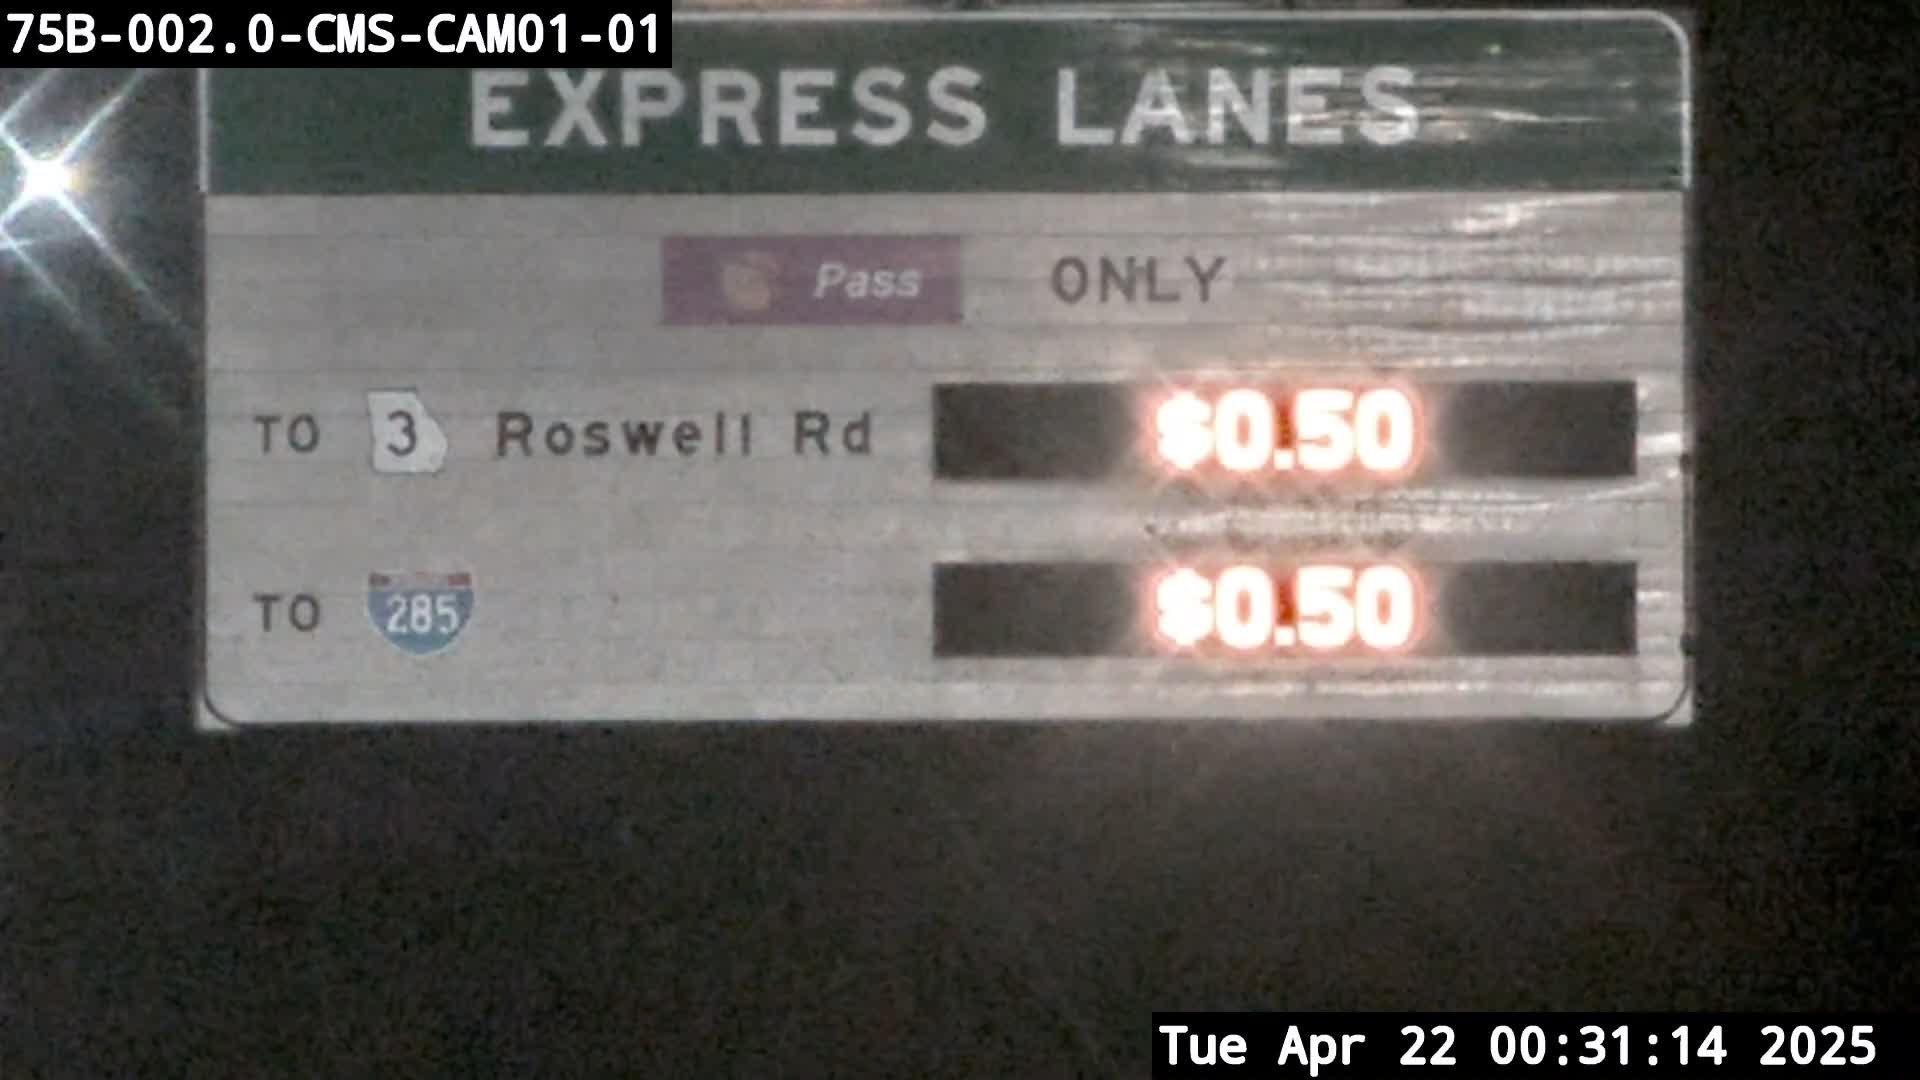 75B-002.0-CMS-CAM01-01
EXPRESS LANES
Pass ONLY
TO 3 Roswell Rd $0.50
TO 285 $0.50
Tue Apr 22 00:31:14 2025